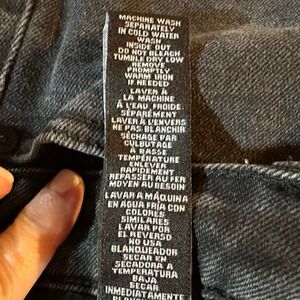 MACHINE WASH
SEPARATELY
IN COLD WATER
WASH
INSIDE OUT
DO NOT BLEACH
TUMBLE DRY LOW
REMOVE
PROMPTLY
WARM IRON
IF NEEDED
LAVER À
LA MACHINE
À L'EAU FROIDE
SÉPARÉMENT
LAVER À L'ENVERS
NE PAS BLANCHIR
SÉCHAGE PAR
CULBUTAGE
À BASSE
TEMPÉRATURE
ENLEVER
RAPIDEMENT
REPASSER AU FER
MOYEN AU BESOIN
LAVAR A MÁQUINA
EN AGUA FRÍA CON
COLORES
SIMILARES
LAVAR POR
EL REVERSO
NO USA
BLANQUEADOR
SECAR EN
SECADORA A
TEMPERATURA
BAJA
SECAR
INMEDIATAMENTE